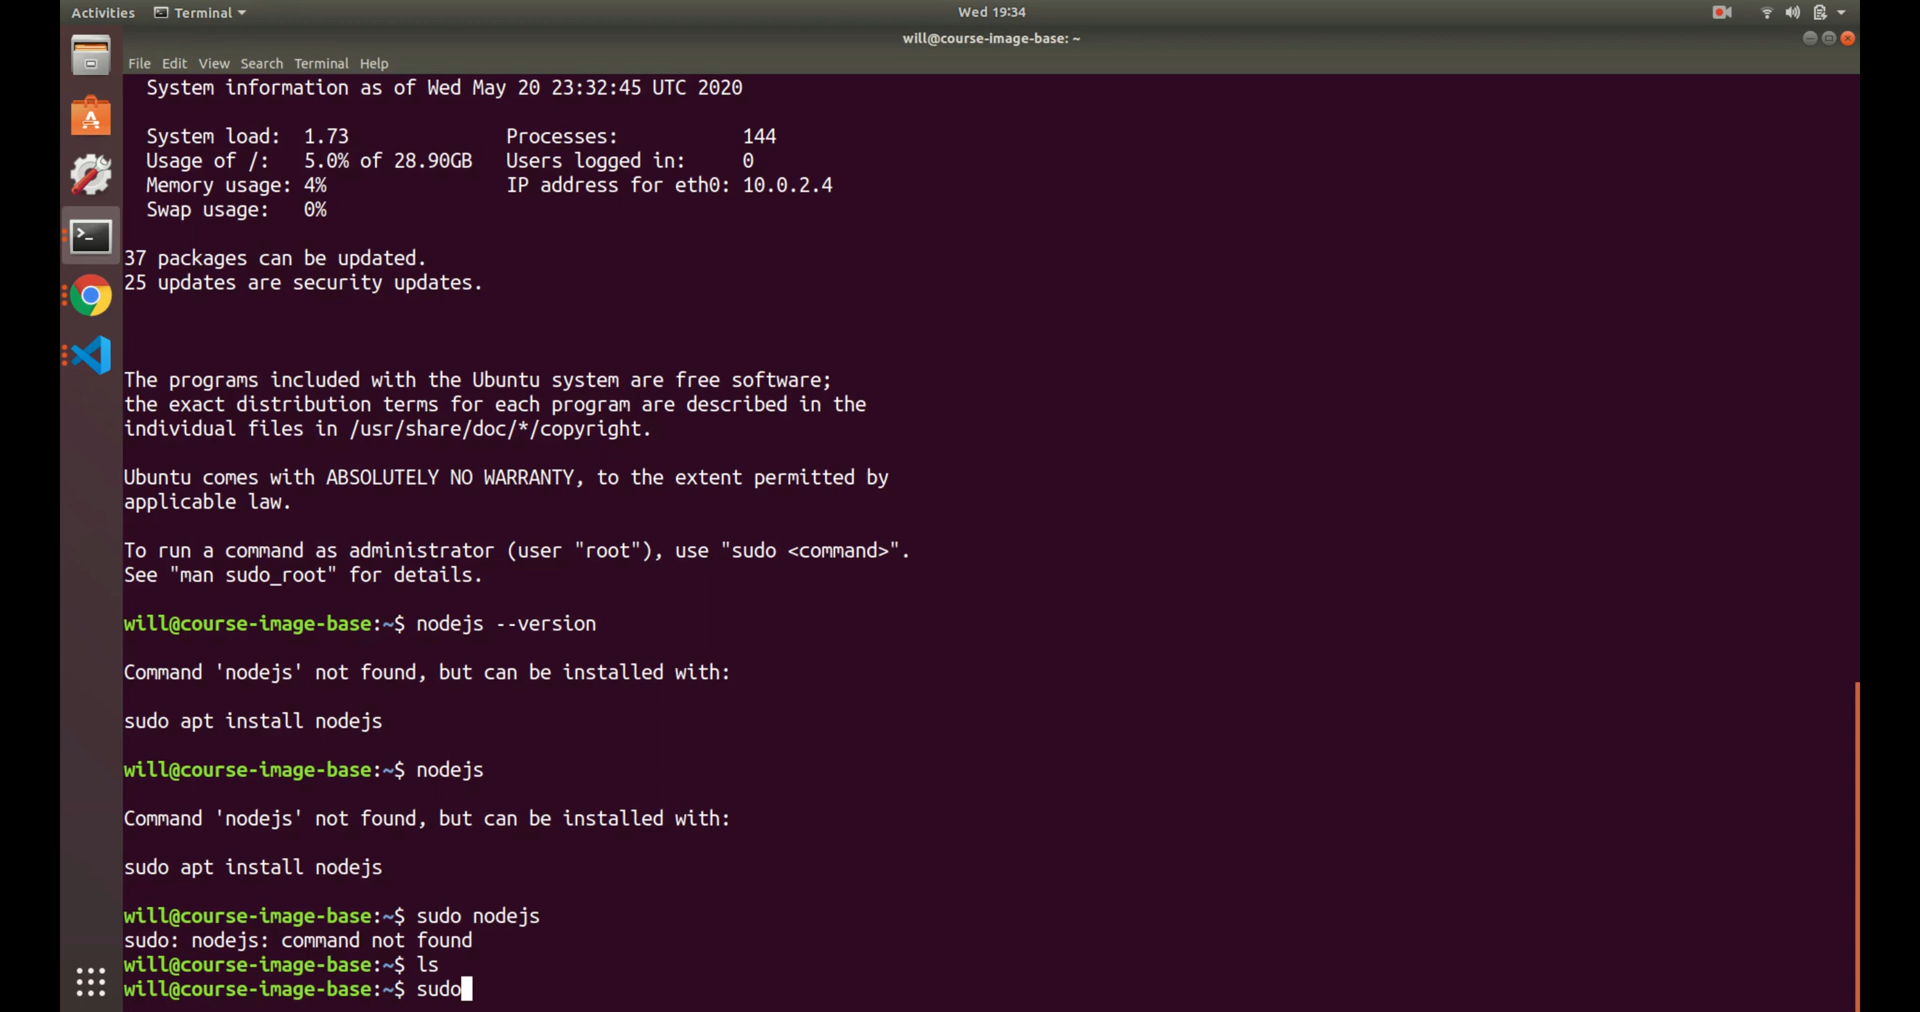 Activities Terminal Wed 19:34
will@course-image-base: ~
File Edit View Search Terminal Help
System information as of Wed May 20 23:32:45 UTC 2020
System load: 1.73 Processes: 144
Usage of /: 5.0% of 28.90GB Users logged in: 0
Memory usage: 4% IP address for eth0: 10.0.2.4
Swap usage: 0%
37 packages can be updated.
25 updates are security updates.
The programs included with the Ubuntu system are free software;
the exact distribution terms for each program are described in the
individual files in /usr/share/doc/*/copyright.
Ubuntu comes with ABSOLUTELY NO WARRANTY, to the extent permitted by
applicable law.
To run a command as administrator (user "root"), use "sudo <command>".
See "man sudo_root" for details.
will@course-image-base:~$ nodejs --version
Command 'nodejs' not found, but can be installed with:
sudo apt install nodejs
will@course-image-base:~$ nodejs
Command 'nodejs' not found, but can be installed with:
sudo apt install nodejs
will@course-image-base:~$ sudo nodejs
sudo: nodejs: command not found
will@course-image-base:~$ ls
will@course-image-base:~$ sudo